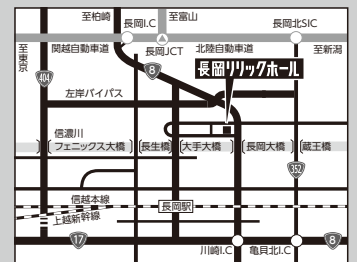 至柏崎
至富山
長岡I.C
長岡北SIC
至東京
関越自動車道
長岡JCT
北陸自動車道
至新潟
8
404
長岡リリックホール
左岸バイパス
信濃川
フェニックス大橋
長生橋
大手大橋
長岡大橋
蔵王橋
352
信越本線
長岡駅
上越新幹線
17
川崎I.C
亀貝北I.C
8